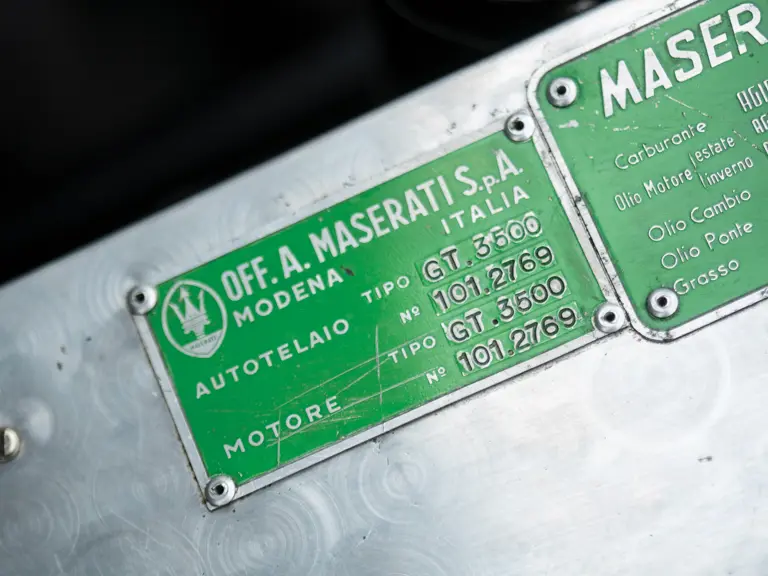 OFF. A. MASERATI S.p.A.
MODENA ITALIA
AUTOTELAIO TIPO GT.3500
Nº 101.2769
MOTORE TIPO GT.3500
Nº 101.2769
MASER
Carburante
Olio Motore (estate
(inverno
Olio Cambio
Olio Ponte
Grasso